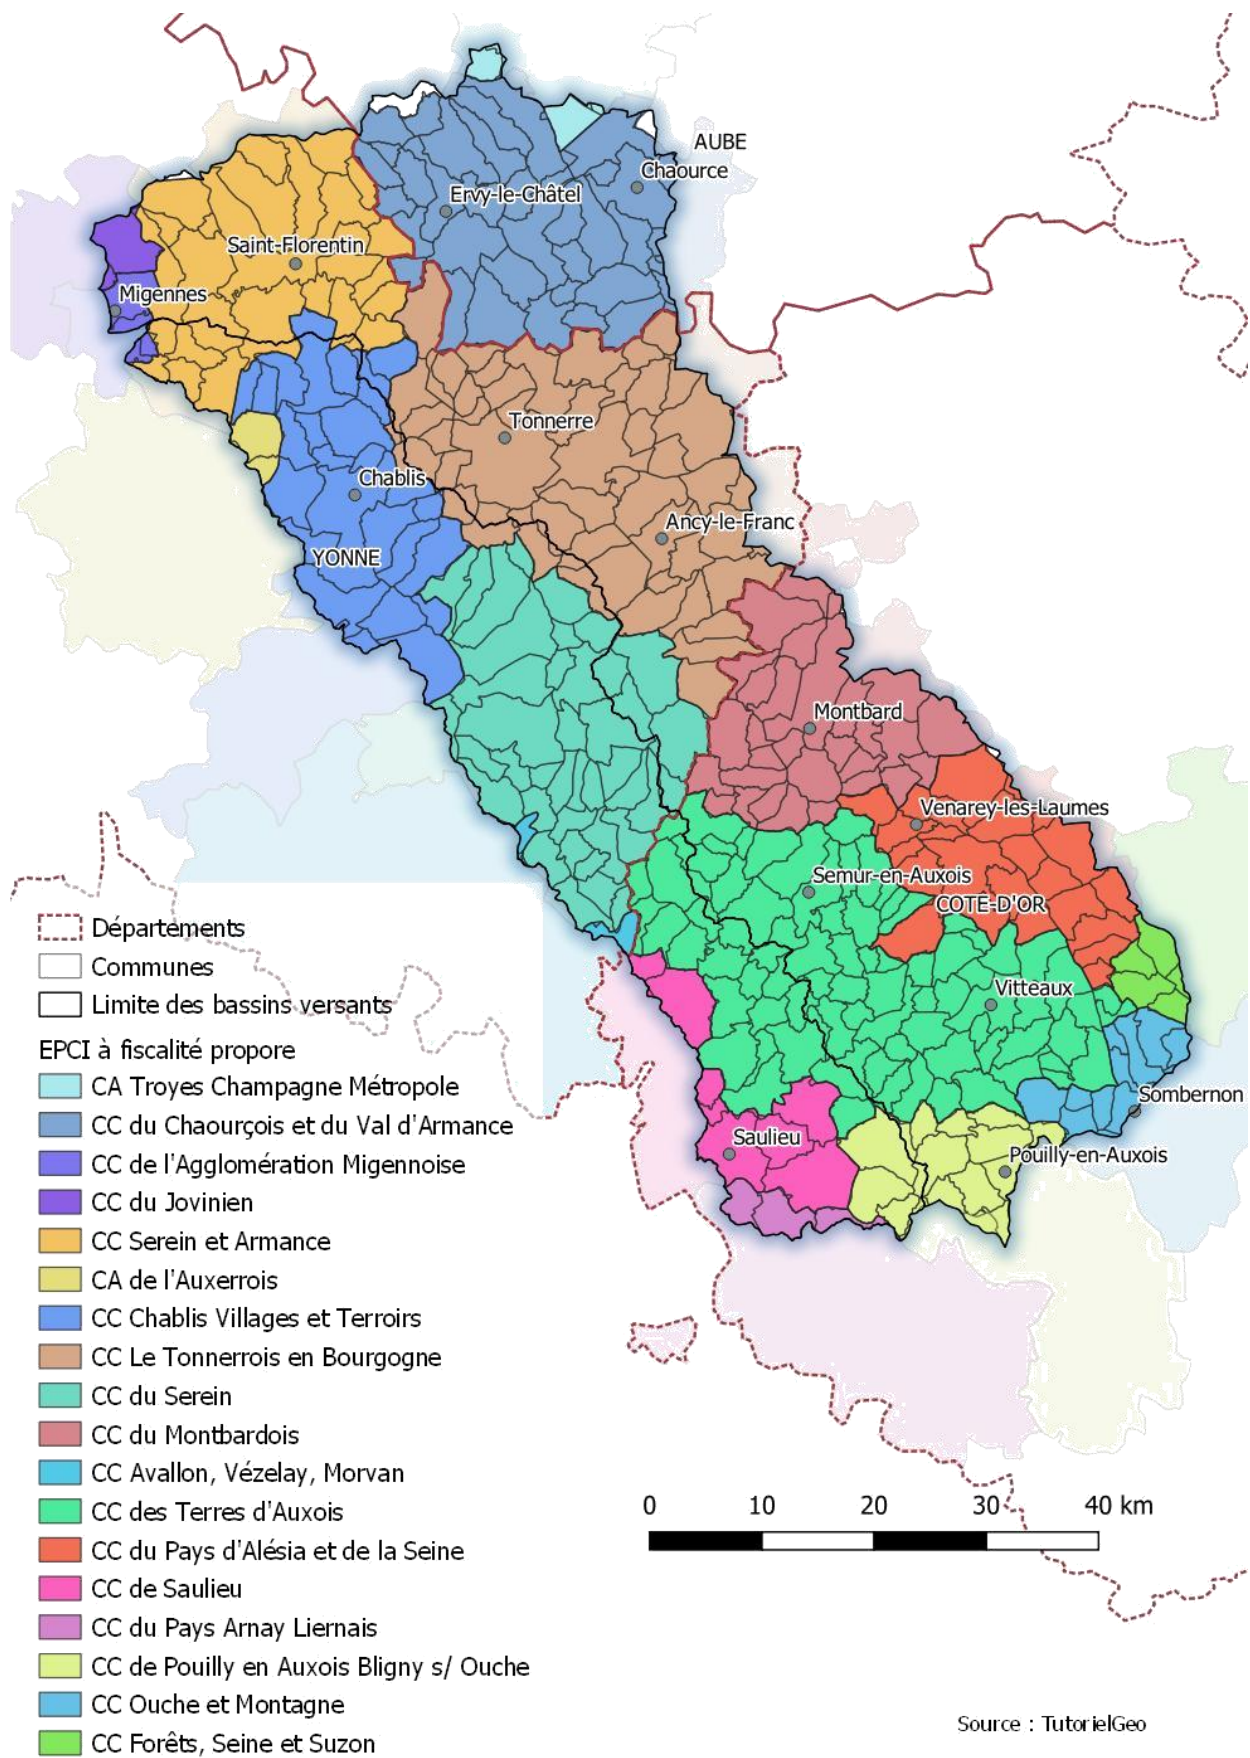 AUBE
Chaource
Ervy-le-Châtel
Saint-Florentin
Migennes
Tonnerre
Chablis
Ancy-le-Franc
YONNE
Montbard
Venarey-les-Laumes
Semur-en-Auxois
COTE-D'OR
Vitteaux
Sombernon
Saulieu
Pouilly-en-Auxois
Départements
Communes
Limite des bassins versants
EPCI à fiscalité propore
CA Troyes Champagne Métropole
CC du Chaourçois et du Val d'Armance
CC de l'Agglomération Migennoise
CC du Jovinien
CC Serein et Armance
CA de l'Auxerrois
CC Chablis Villages et Terroirs
CC Le Tonnerrois en Bourgogne
CC du Serein
CC du Montbardois
CC Avallon, Vézelay, Morvan
CC des Terres d'Auxois
CC du Pays d'Alésia et de la Seine
CC de Saulieu
CC du Pays Arnay Liernais
CC de Pouilly en Auxois Bligny s/ Ouche
CC Ouche et Montagne
CC Forêts, Seine et Suzon
0 10 20 30 40 km
Source : TutorielGeo